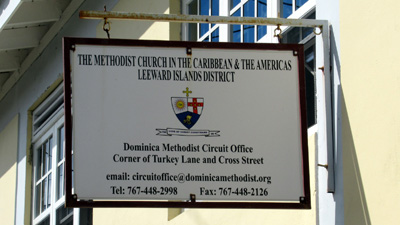 THE METHODIST CHURCH IN THE CARIBBEAN & THE AMERICAS
LEEWARD ISLANDS DISTRICT
Dominica Methodist Circuit Office
Corner of Turkey Lane and Cross Street
email: circuitoffice@dominicamethodist.org
Tel: 767-448-2998 Fax: 767-448-2126